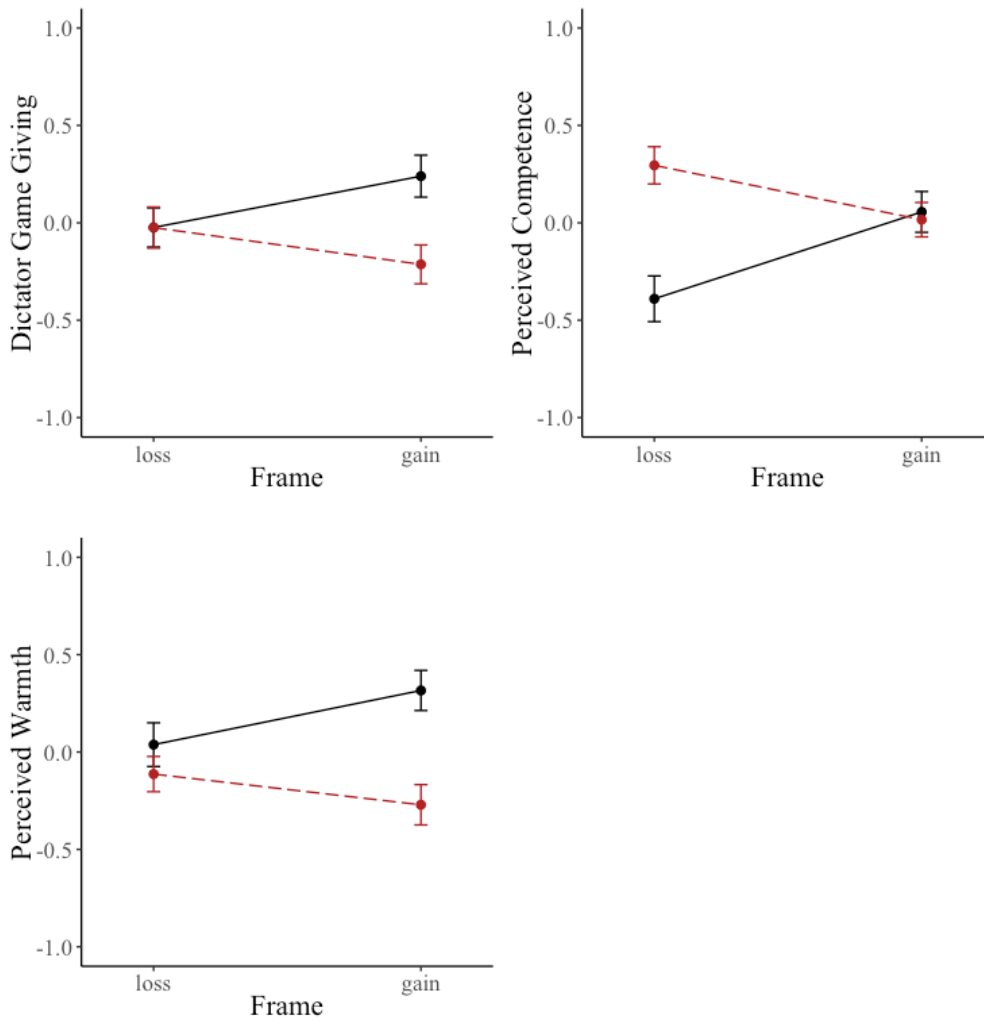 Dictator Game Giving
1.0
0.5
0.0
-0.5
-1.0
loss gain
Frame
Perceived Competence
1.0
0.5
0.0
-0.5
-1.0
loss gain
Frame
Perceived Warmth
1.0
0.5
0.0
-0.5
-1.0
loss gain
Frame